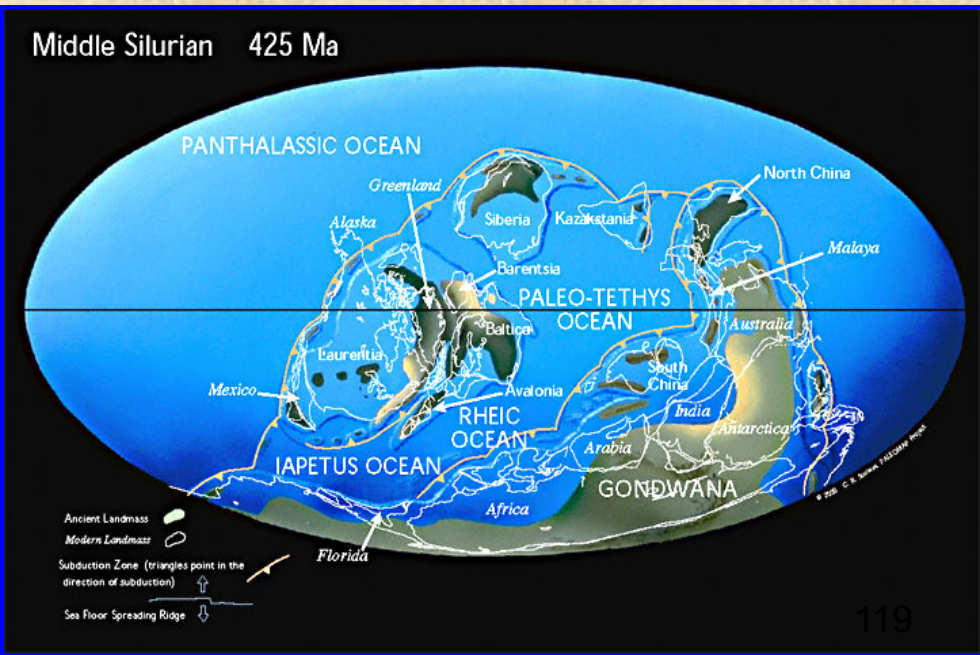 Middle Silurian 425 Ma
PANTHALASSIC OCEAN
Greenland
Alaska
Siberia
Kazakstania
North China
Malaya
Barentsia
PALEO-TETHYS
OCEAN
Baltica
Australia
Laurentia
South
China
Mexico
Avalonia
India
RHEIC
OCEAN
Antarctica
Arabia
IAPETUS OCEAN
GONDWANA
Africa
Florida
Ancient Landmass
Modern Landmass
Subduction Zone (triangles point in the
direction of subduction)
Sea Floor Spreading Ridge
PALEOMAP Project
119